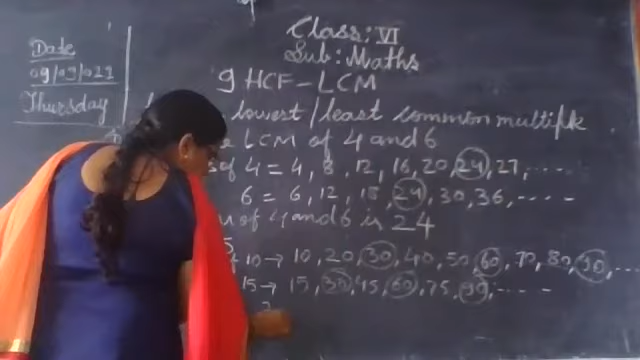 Class: VI
Sub: Maths
Date
09/09/021
Thursday
9 HCF - LCM
lowest/least common multiple
LCM of 4 and 6
of 4 = 4, 8, 12, 16, 20, 24, 27, ....
6 = 6, 12, 18, 24, 30, 36, ....
of 4 and 6 is 24
10 → 10, 20, 30, 40, 50, 60, 70, 80, 90, ...
15 → 15, 30, 45, 60, 75, 90, .....